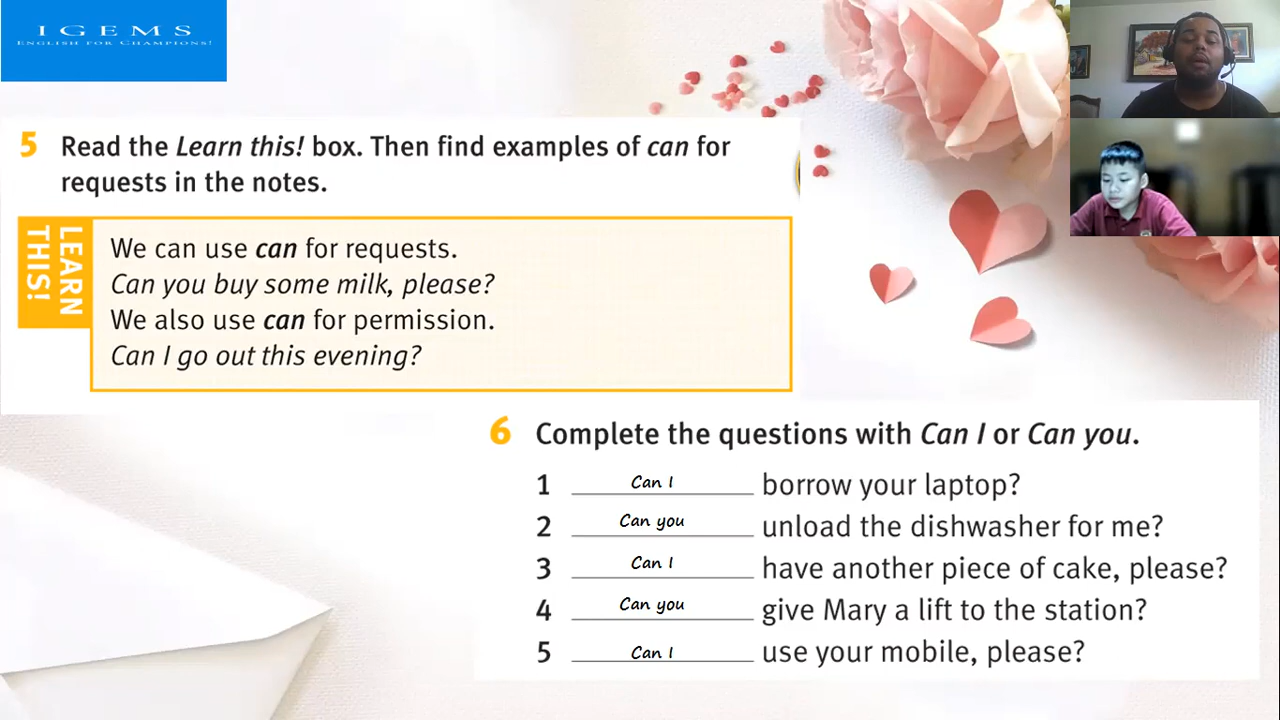 IGEMS
ENGLISH FOR CHAMPIONS!
5 Read the Learn this! box. Then find examples of can for
requests in the notes.
LEARN
THIS!
We can use can for requests.
Can you buy some milk, please?
We also use can for permission.
Can I go out this evening?
6 Complete the questions with Can I or Can you.
1 Can I borrow your laptop?
2 Can you unload the dishwasher for me?
3 Can I have another piece of cake, please?
4 Can you give Mary a lift to the station?
5 Can I use your mobile, please?